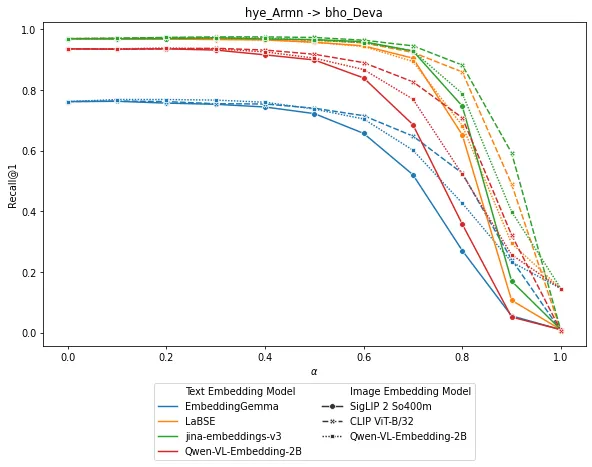 hye_Armn -> bho_Deva
Recall@1
1.0
0.8
0.6
0.4
0.2
0.0
0.0 0.2 0.4 0.6 0.8 1.0
α
Text Embedding Model
EmbeddingGemma
LaBSE
jina-embeddings-v3
Qwen-VL-Embedding-2B
Image Embedding Model
SigLIP 2 So400m
CLIP ViT-B/32
Qwen-VL-Embedding-2B